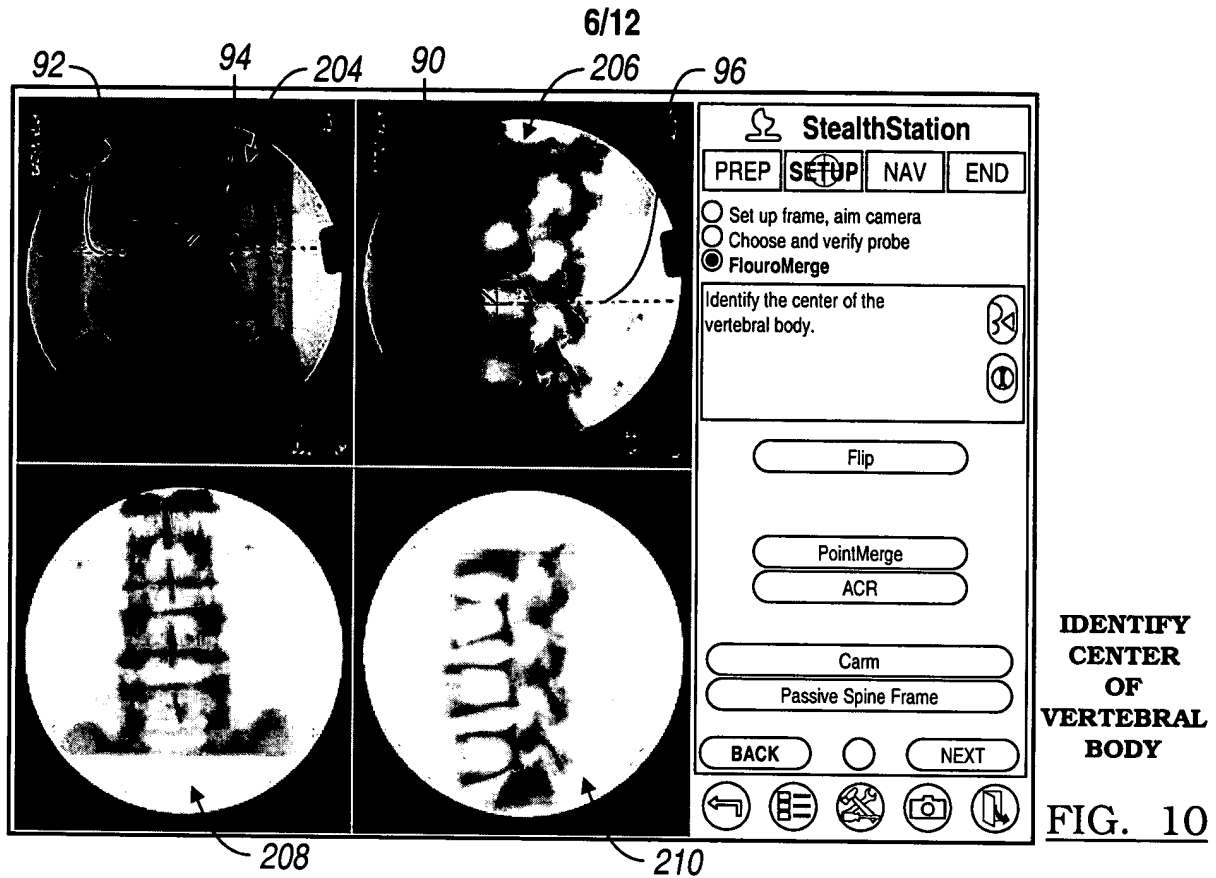 6/12
92
94
204
90
206
96
StealthStation
PREP SETUP NAV END
Set up frame, aim camera
Choose and verify probe
FlouroMerge
Identify the center of the
vertebral body.
Flip
PointMerge
ACR
Carm
Passive Spine Frame
BACK NEXT
IDENTIFY
CENTER
OF
VERTEBRAL
BODY
FIG. 10
208
210